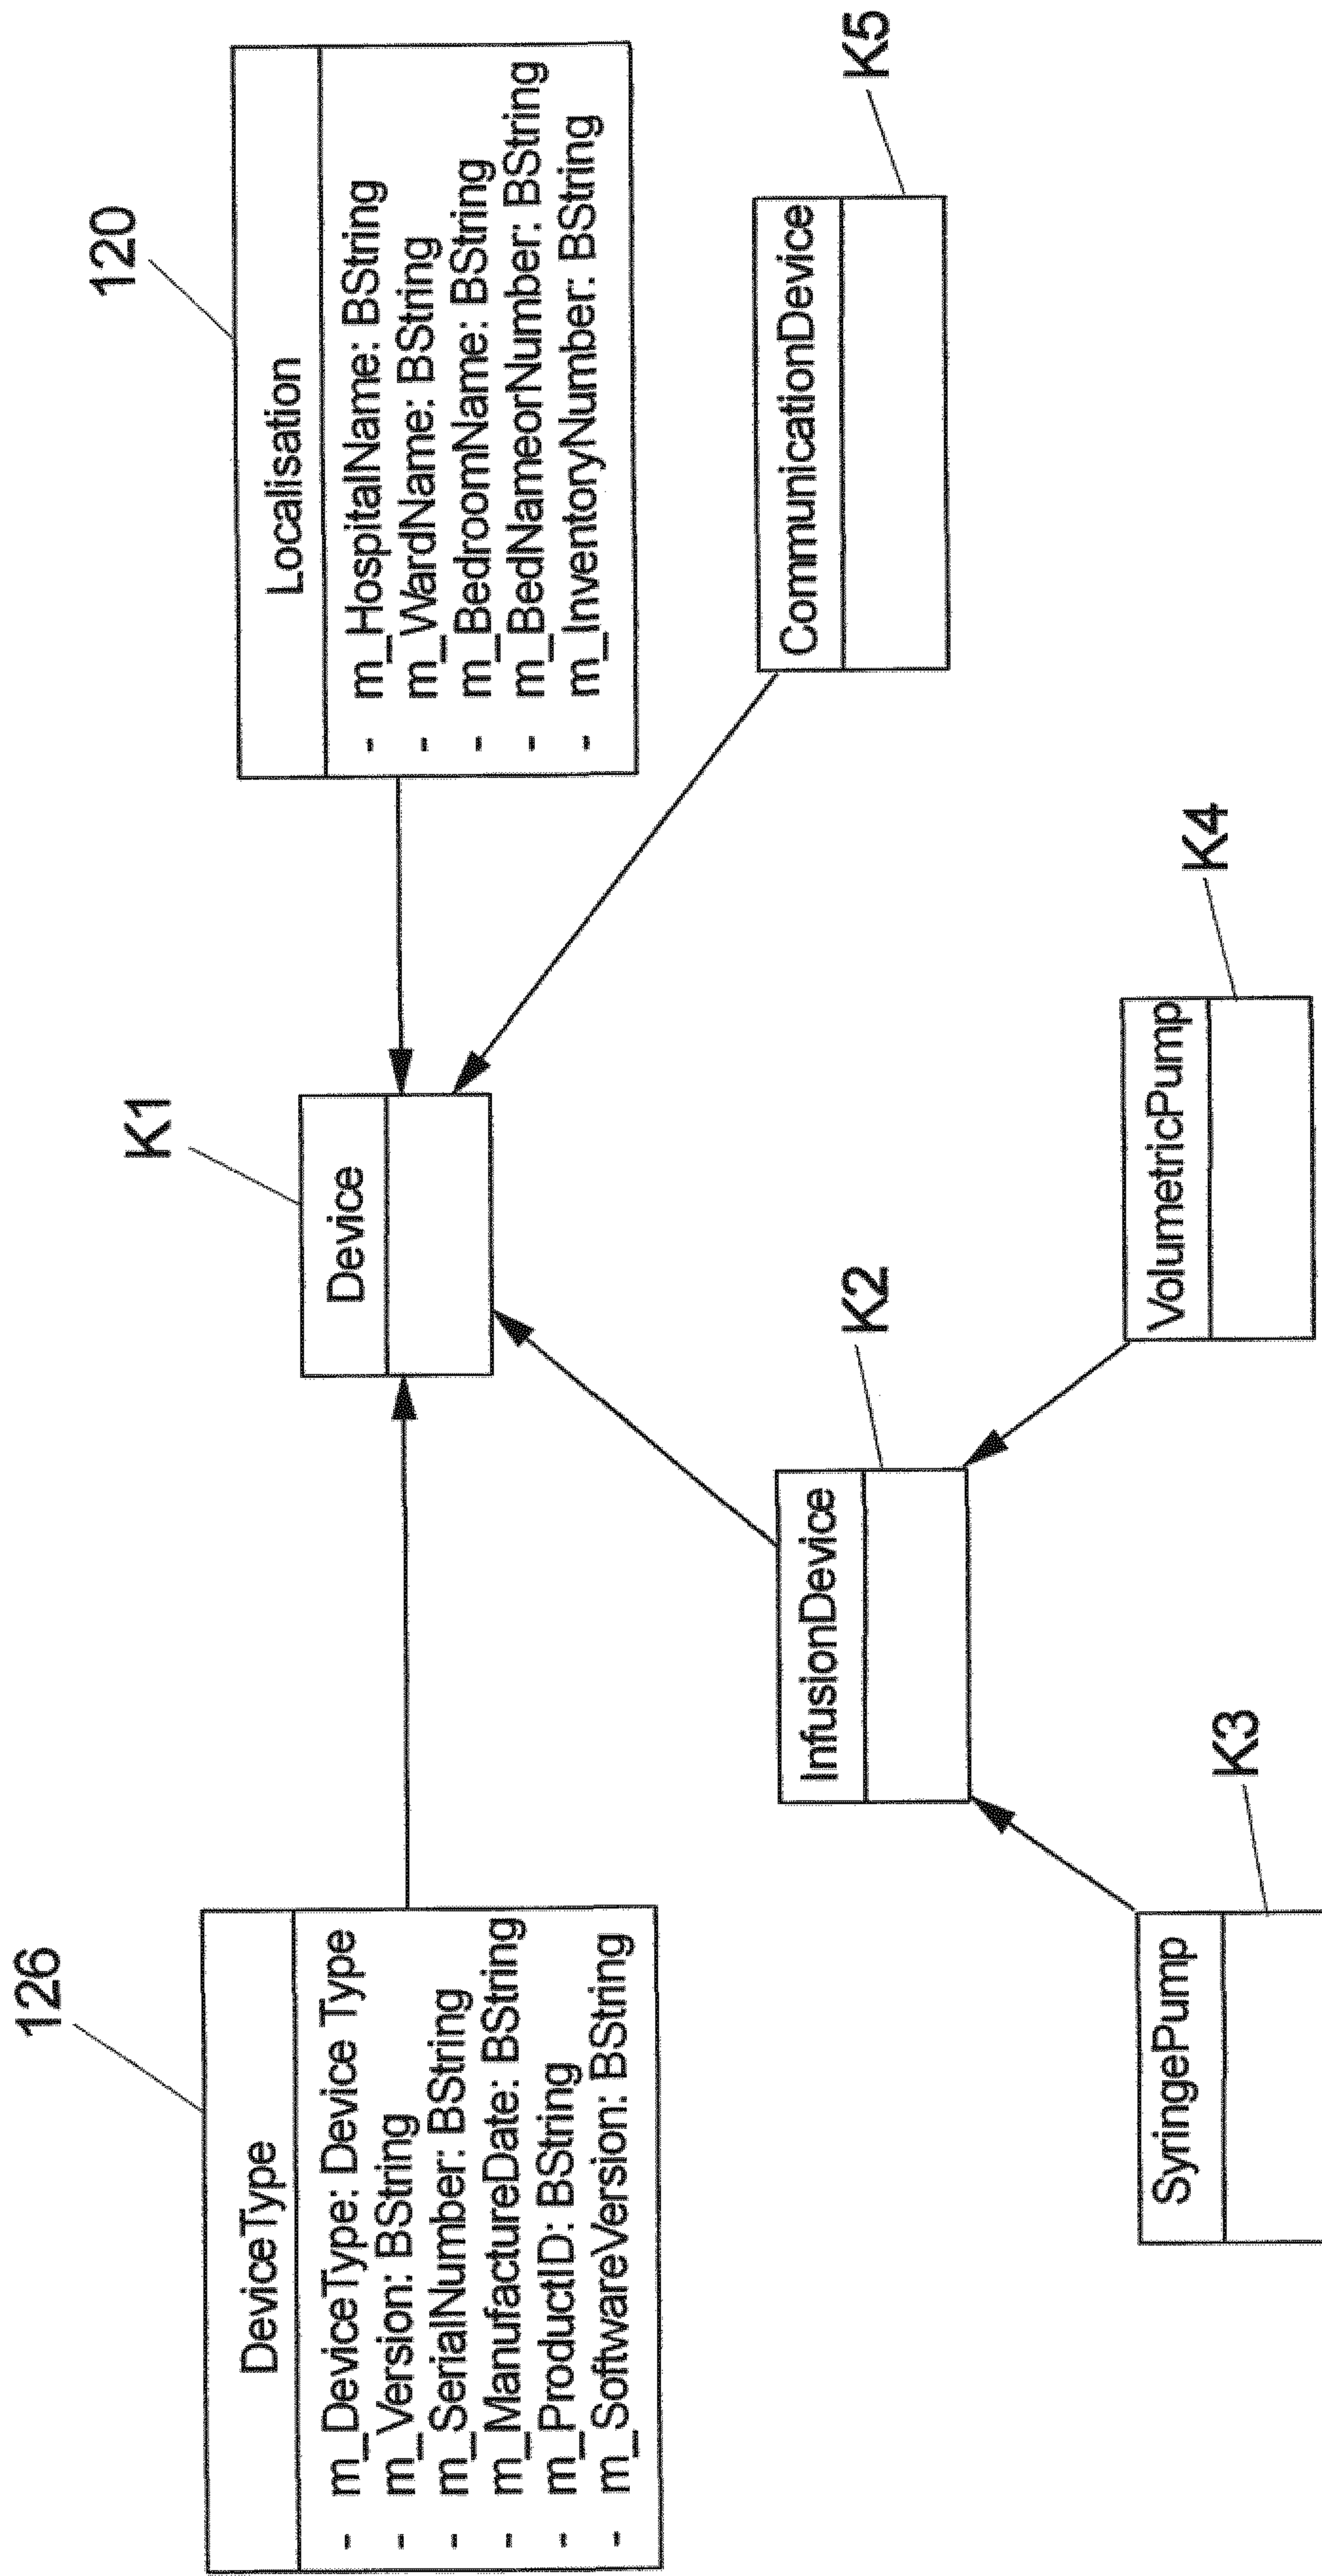 126
DeviceType
- m_DeviceType: Device Type
- m_Version: BString
- m_SerialNumber: BString
- m_ManufactureDate: BString
- m_ProductID: BString
- m_SoftwareVersion: BString
K1
Device
120
Localisation
- m_HospitalName: BString
- m_WardName: BString
- m_BedroomName: BString
- m_BedNameorNumber: BString
- m_InventoryNumber: BString
InfusionDevice
K2
CommunicationDevice
K5
SyringePump
K3
VolumetricPump
K4